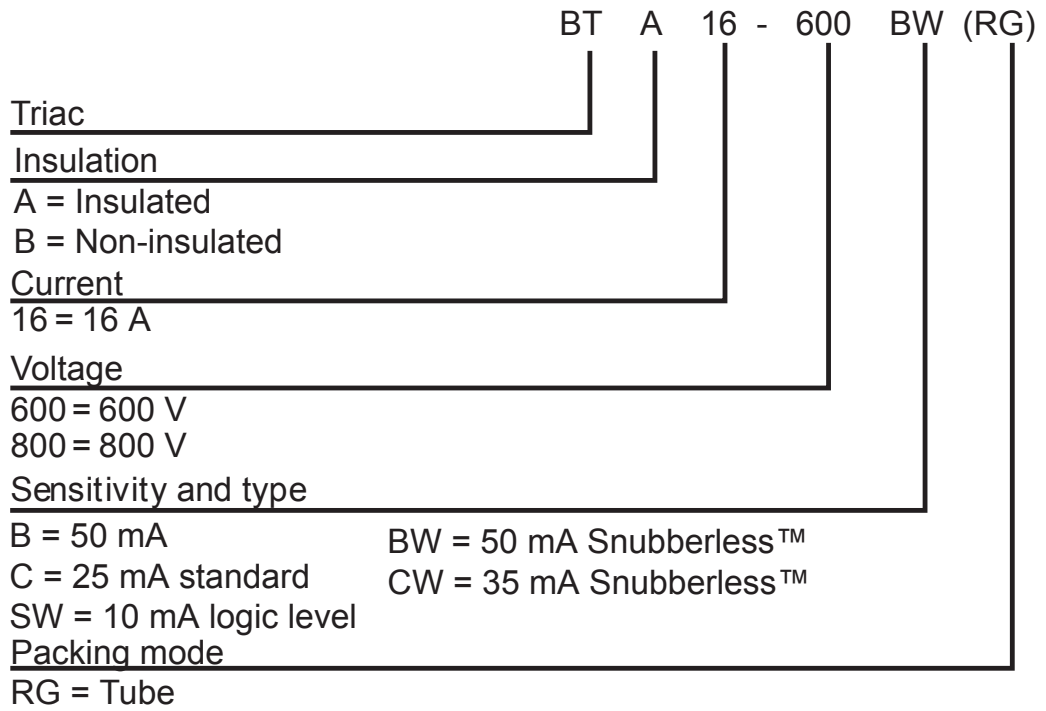 BT A 16 - 600 BW (RG)
Triac
Insulation
A = Insulated
B = Non-insulated
Current
16 = 16 A
Voltage
600 = 600 V
800 = 800 V
Sensitivity and type
B = 50 mA BW = 50 mA Snubberless™
C = 25 mA standard CW = 35 mA Snubberless™
SW = 10 mA logic level
Packing mode
RG = Tube